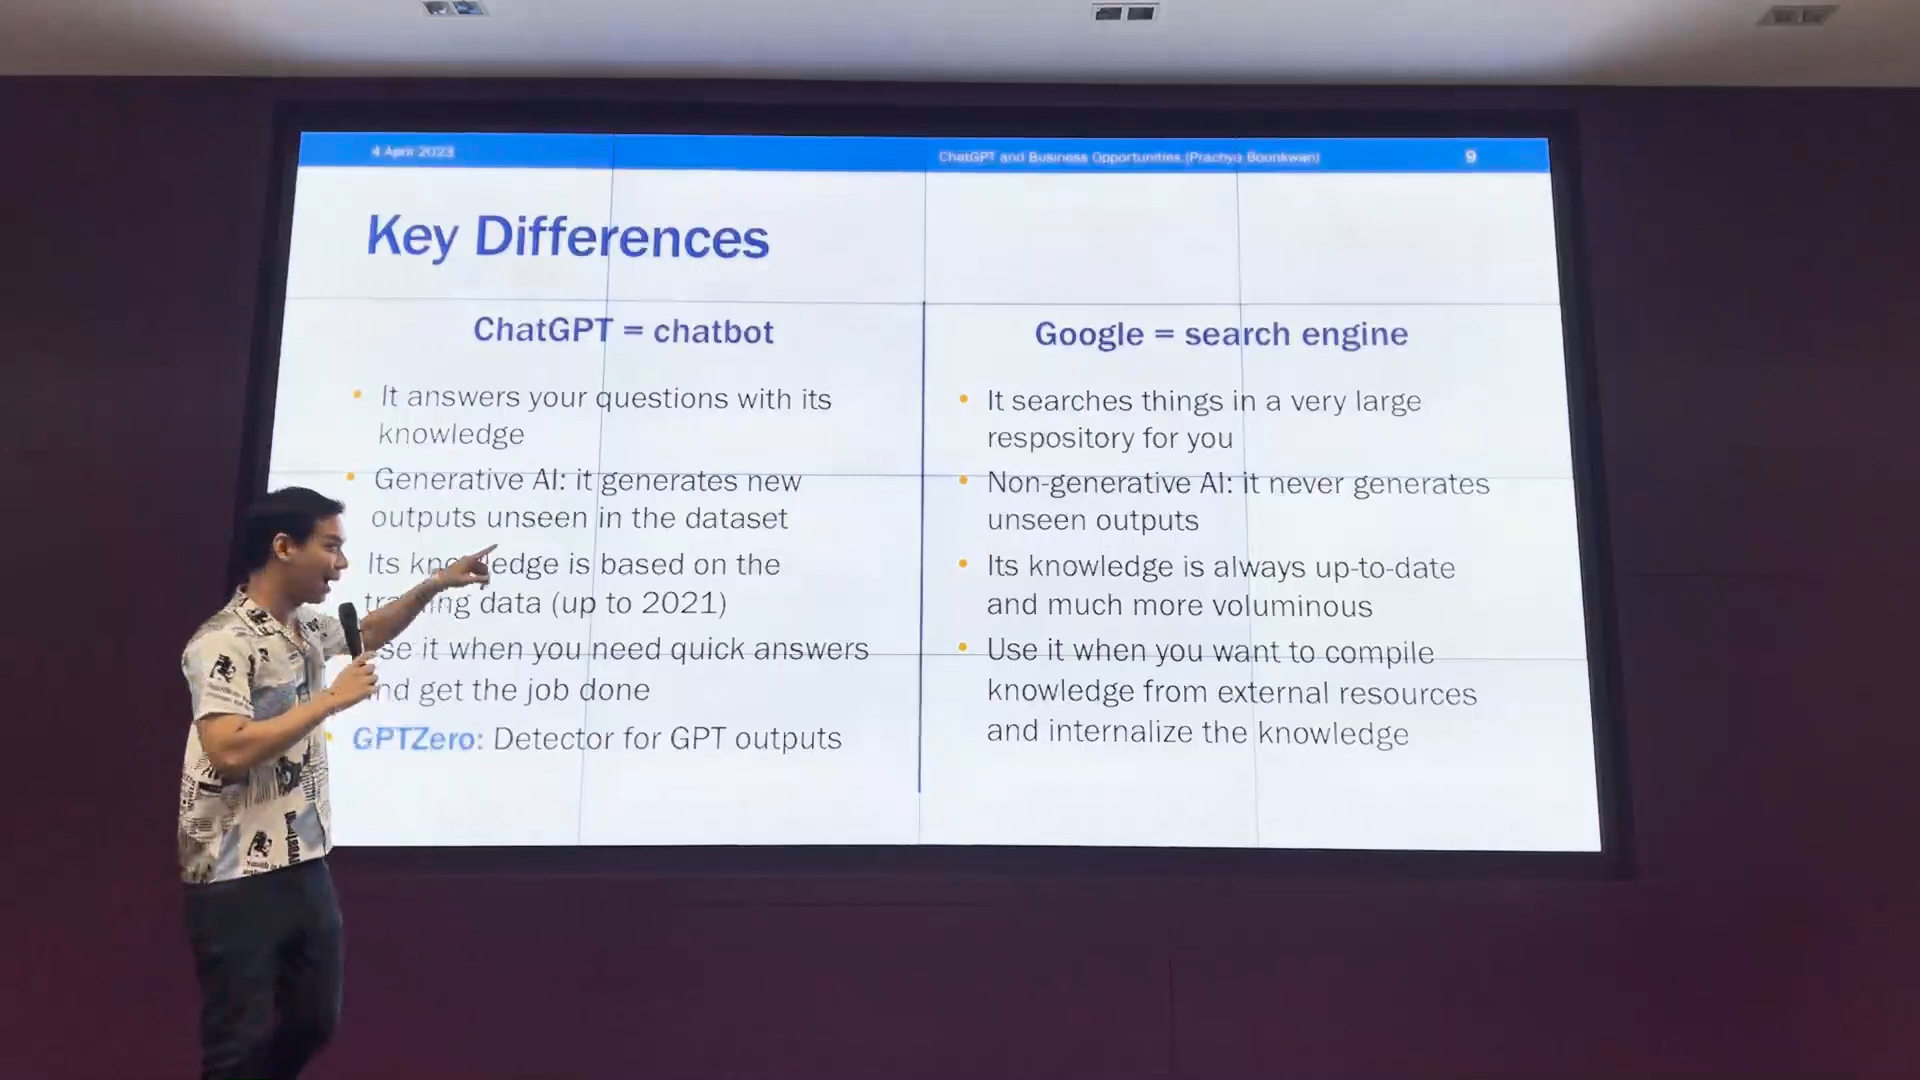 4 April 2023
ChatGPT and Business Opportunities (Prachya Boonkwan)
9
Key Differences
ChatGPT = chatbot
It answers your questions with its
knowledge
Generative AI: it generates new
outputs unseen in the dataset
Its knowledge is based on the
training data (up to 2021)
Use it when you need quick answers
and get the job done
GPTZero: Detector for GPT outputs
Google = search engine
It searches things in a very large
respository for you
Non-generative AI: it never generates
unseen outputs
Its knowledge is always up-to-date
and much more voluminous
Use it when you want to compile
knowledge from external resources
and internalize the knowledge